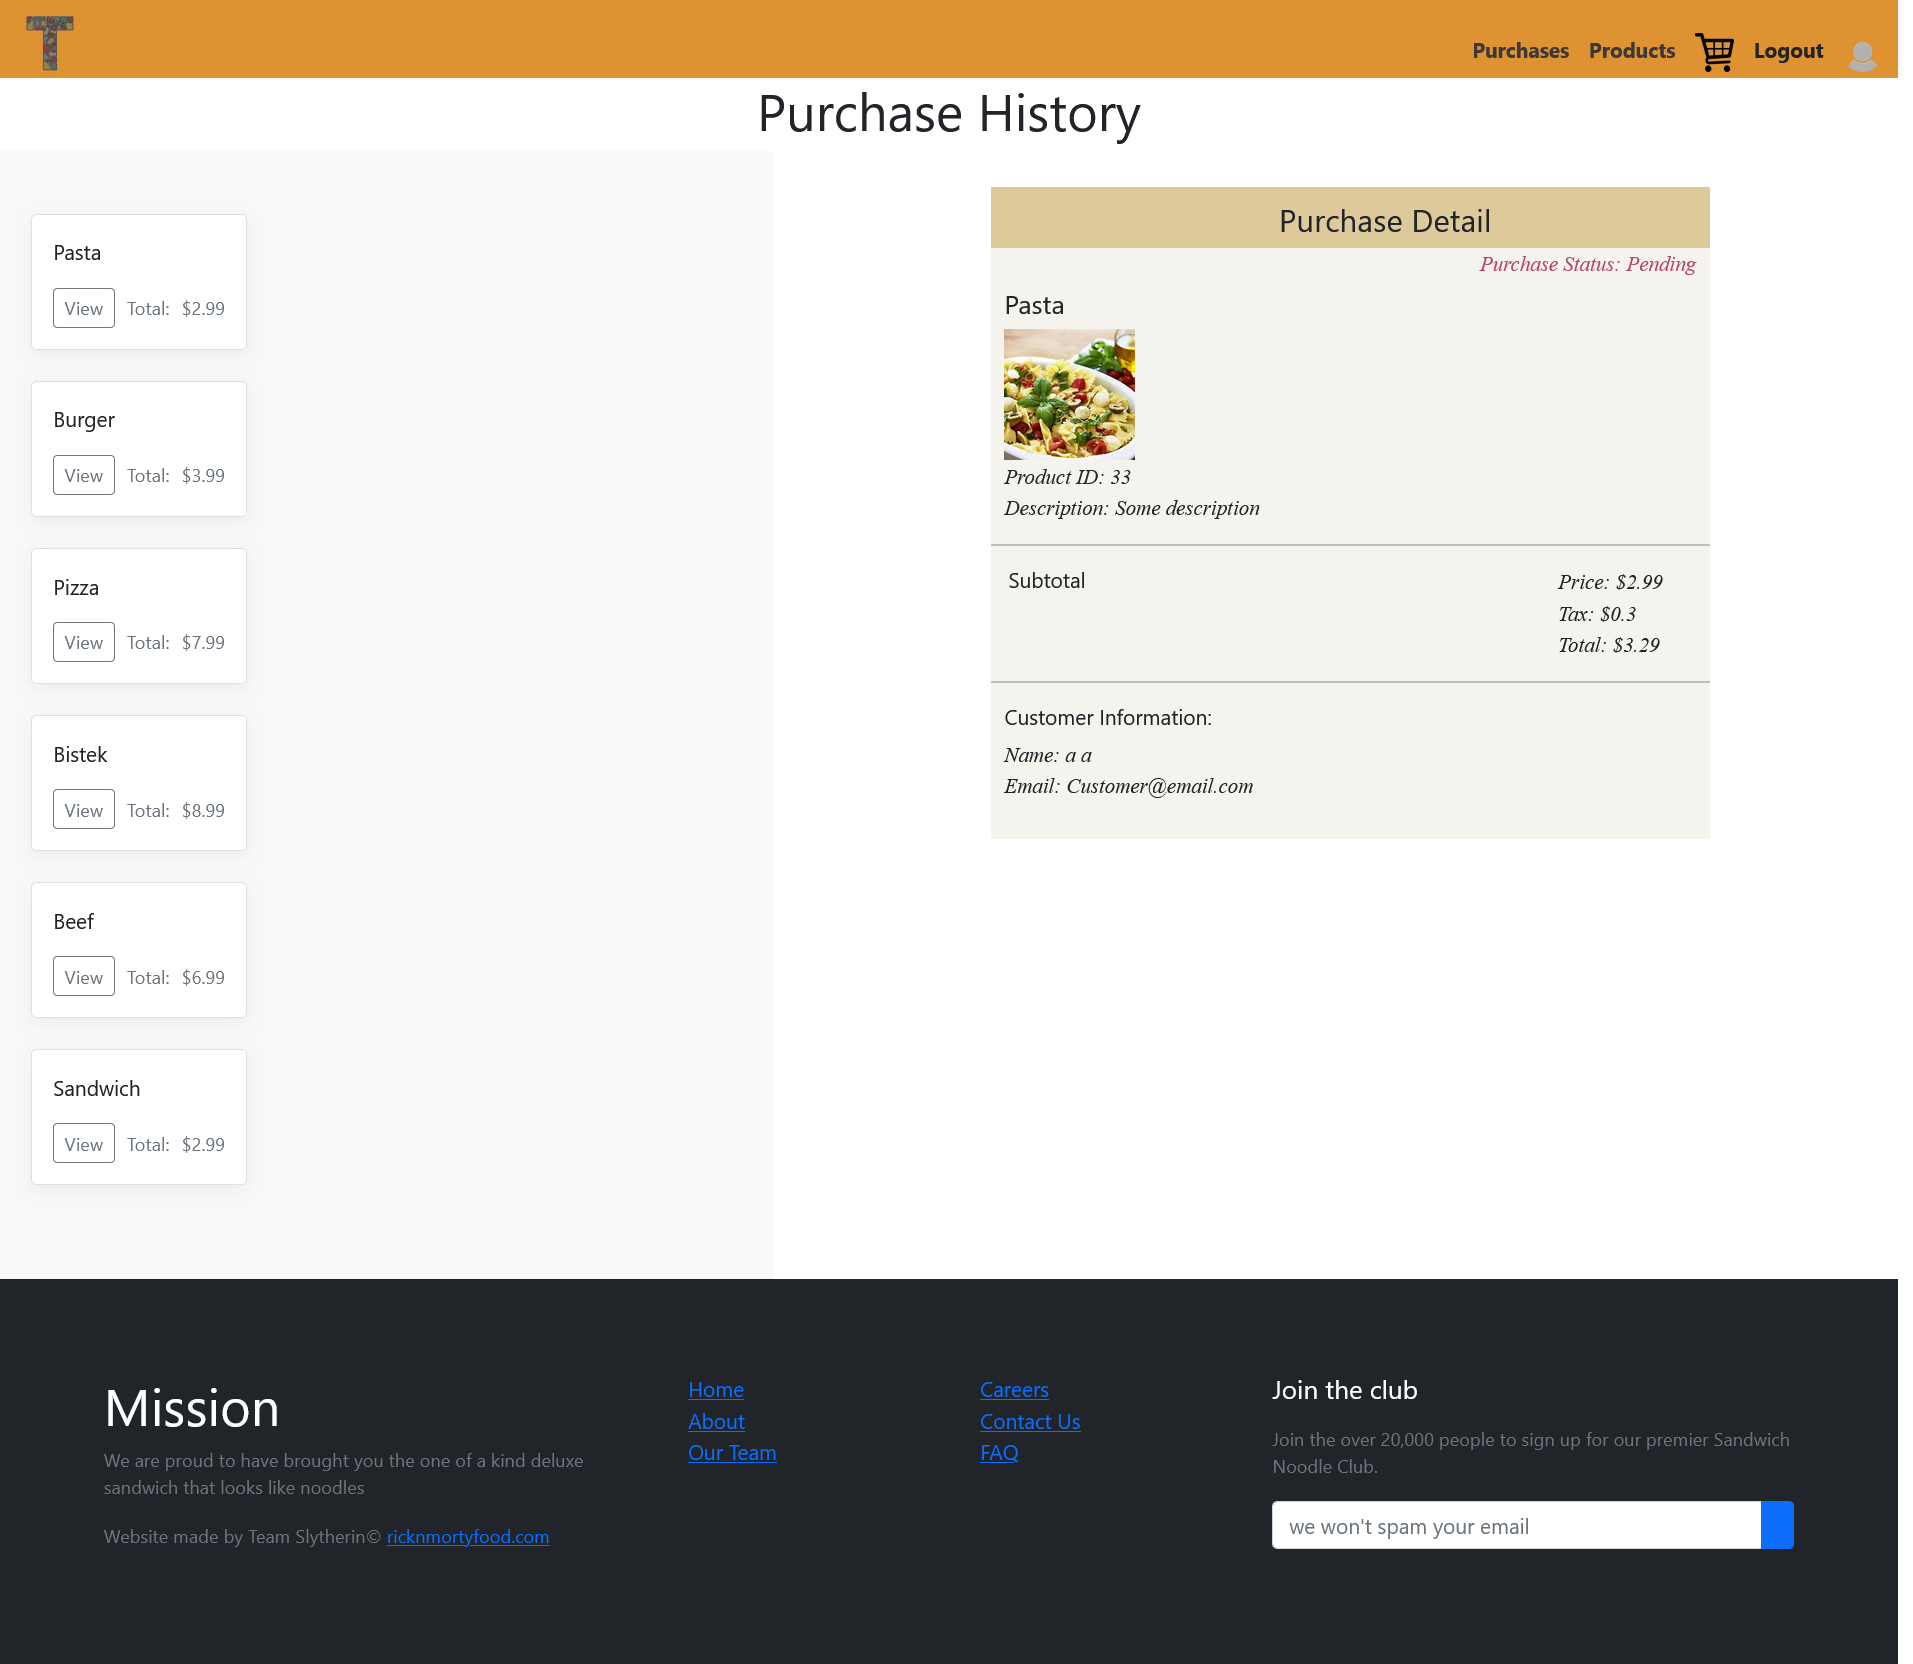 T
Purchases Products Logout
Purchase History
Pasta
View Total: $2.99
Burger
View Total: $3.99
Pizza
View Total: $7.99
Bistek
View Total: $8.99
Beef
View Total: $6.99
Sandwich
View Total: $2.99
Purchase Detail
Purchase Status: Pending
Pasta
Product ID: 33
Description: Some description
Subtotal
Price: $2.99
Tax: $0.3
Total: $3.29
Customer Information:
Name: a a
Email: Customer@email.com
Mission
We are proud to have brought you the one of a kind deluxe
sandwich that looks like noodles
Website made by Team Slytherin© ricknmortyfood.com
Home
About
Our Team
Careers
Contact Us
FAQ
Join the club
Join the over 20,000 people to sign up for our premier Sandwich
Noodle Club.
we won't spam your email